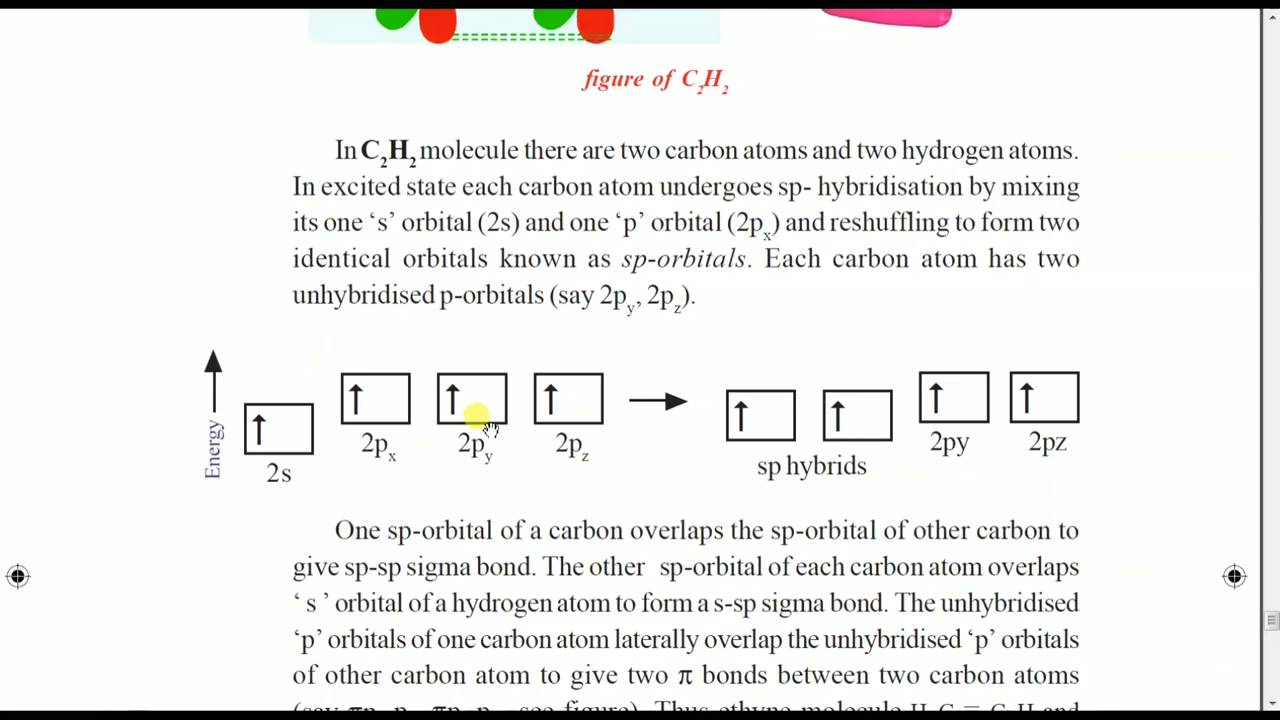 figure of C₂H₂
In C₂H₂ molecule there are two carbon atoms and two hydrogen atoms.
In excited state each carbon atom undergoes sp- hybridisation by mixing
its one ‘s’ orbital (2s) and one ‘p’ orbital (2pₓ) and reshuffling to form two
identical orbitals known as sp-orbitals. Each carbon atom has two
unhybridised p-orbitals (say 2py, 2pz).
Energy
2s
2px
2py
2pz
sp hybrids
2py
2pz
One sp-orbital of a carbon overlaps the sp-orbital of other carbon to
give sp-sp sigma bond. The other sp-orbital of each carbon atom overlaps
‘ s ’ orbital of a hydrogen atom to form a s-sp sigma bond. The unhybridised
‘p’ orbitals of one carbon atom laterally overlap the unhybridised ‘p’ orbitals
of other carbon atom to give two π bonds between two carbon atoms
see figure). Thus ethyne molecule